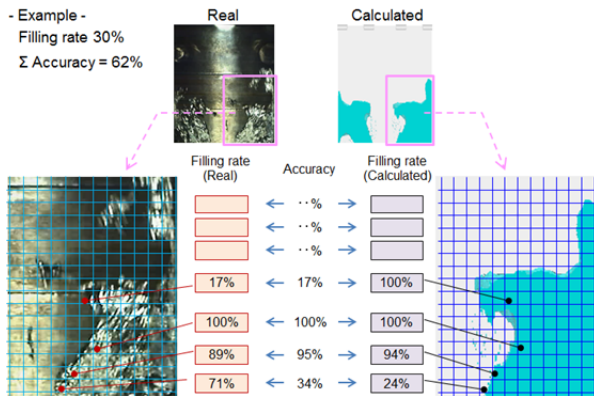 - Example -
Filling rate 30%
Σ Accuracy = 62%
Real
Calculated
Filling rate
(Real)
Accuracy
Filling rate
(Calculated)
··%
··%
··%
17% 17% 100%
100% 100% 100%
89% 95% 94%
71% 34% 24%